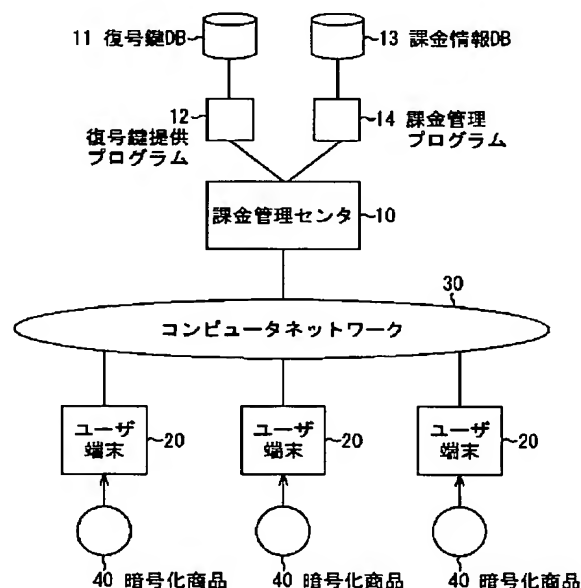 11 復号鍵DB
13 課金情報DB
12
復号鍵提供
プログラム
14 課金管理
プログラム
課金管理センタ
10
30
コンピュータネットワーク
ユーザ
端末
20
ユーザ
端末
20
ユーザ
端末
20
40 暗号化商品
40 暗号化商品
40 暗号化商品